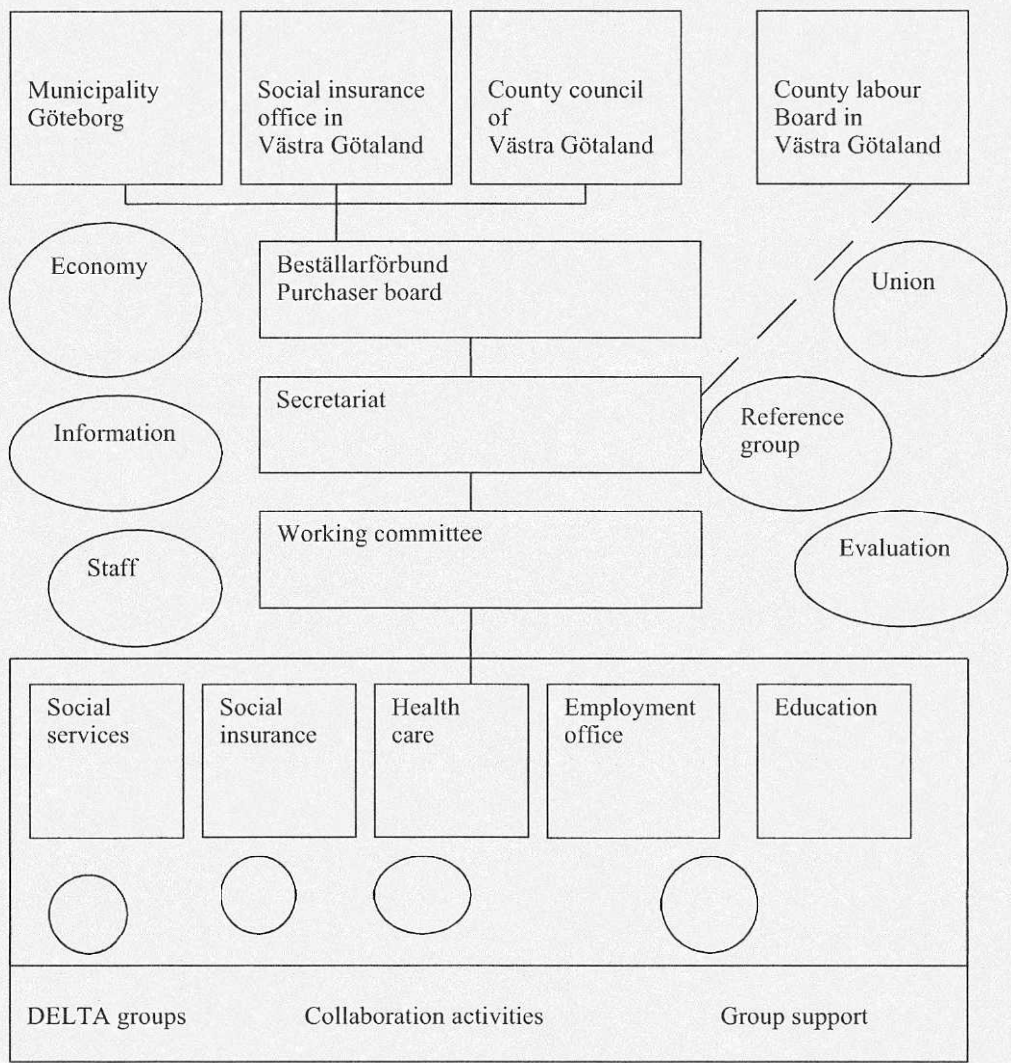 Municipality
Göteborg
Social insurance
office in
Västra Götaland
County council
of
Västra Götaland
County labour
Board in
Västra Götaland
Economy
Beställarförbund
Purchaser board
Union
Information
Secretariat
Reference
group
Staff
Working committee
Evaluation
Social
services
Social
insurance
Health
care
Employment
office
Education
DELTA groups
Collaboration activities
Group support